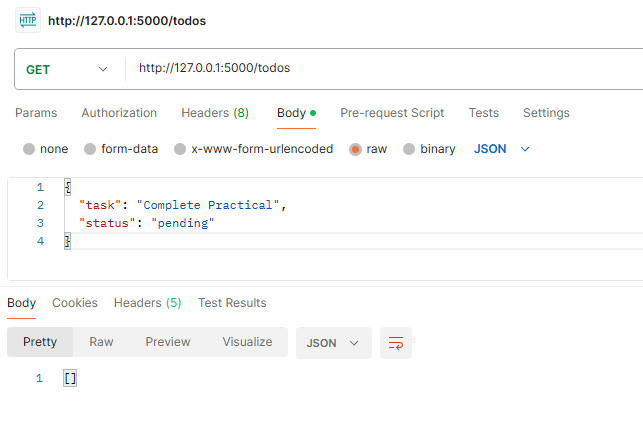 HTTP http://127.0.0.1:5000/todos
GET http://127.0.0.1:5000/todos
Params Authorization Headers (8) Body Pre-request Script Tests Settings
none form-data x-www-form-urlencoded raw binary JSON
1 {
2 "task": "Complete Practical",
3 "status": "pending"
4 }
Body Cookies Headers (5) Test Results
Pretty Raw Preview Visualize JSON
1 []